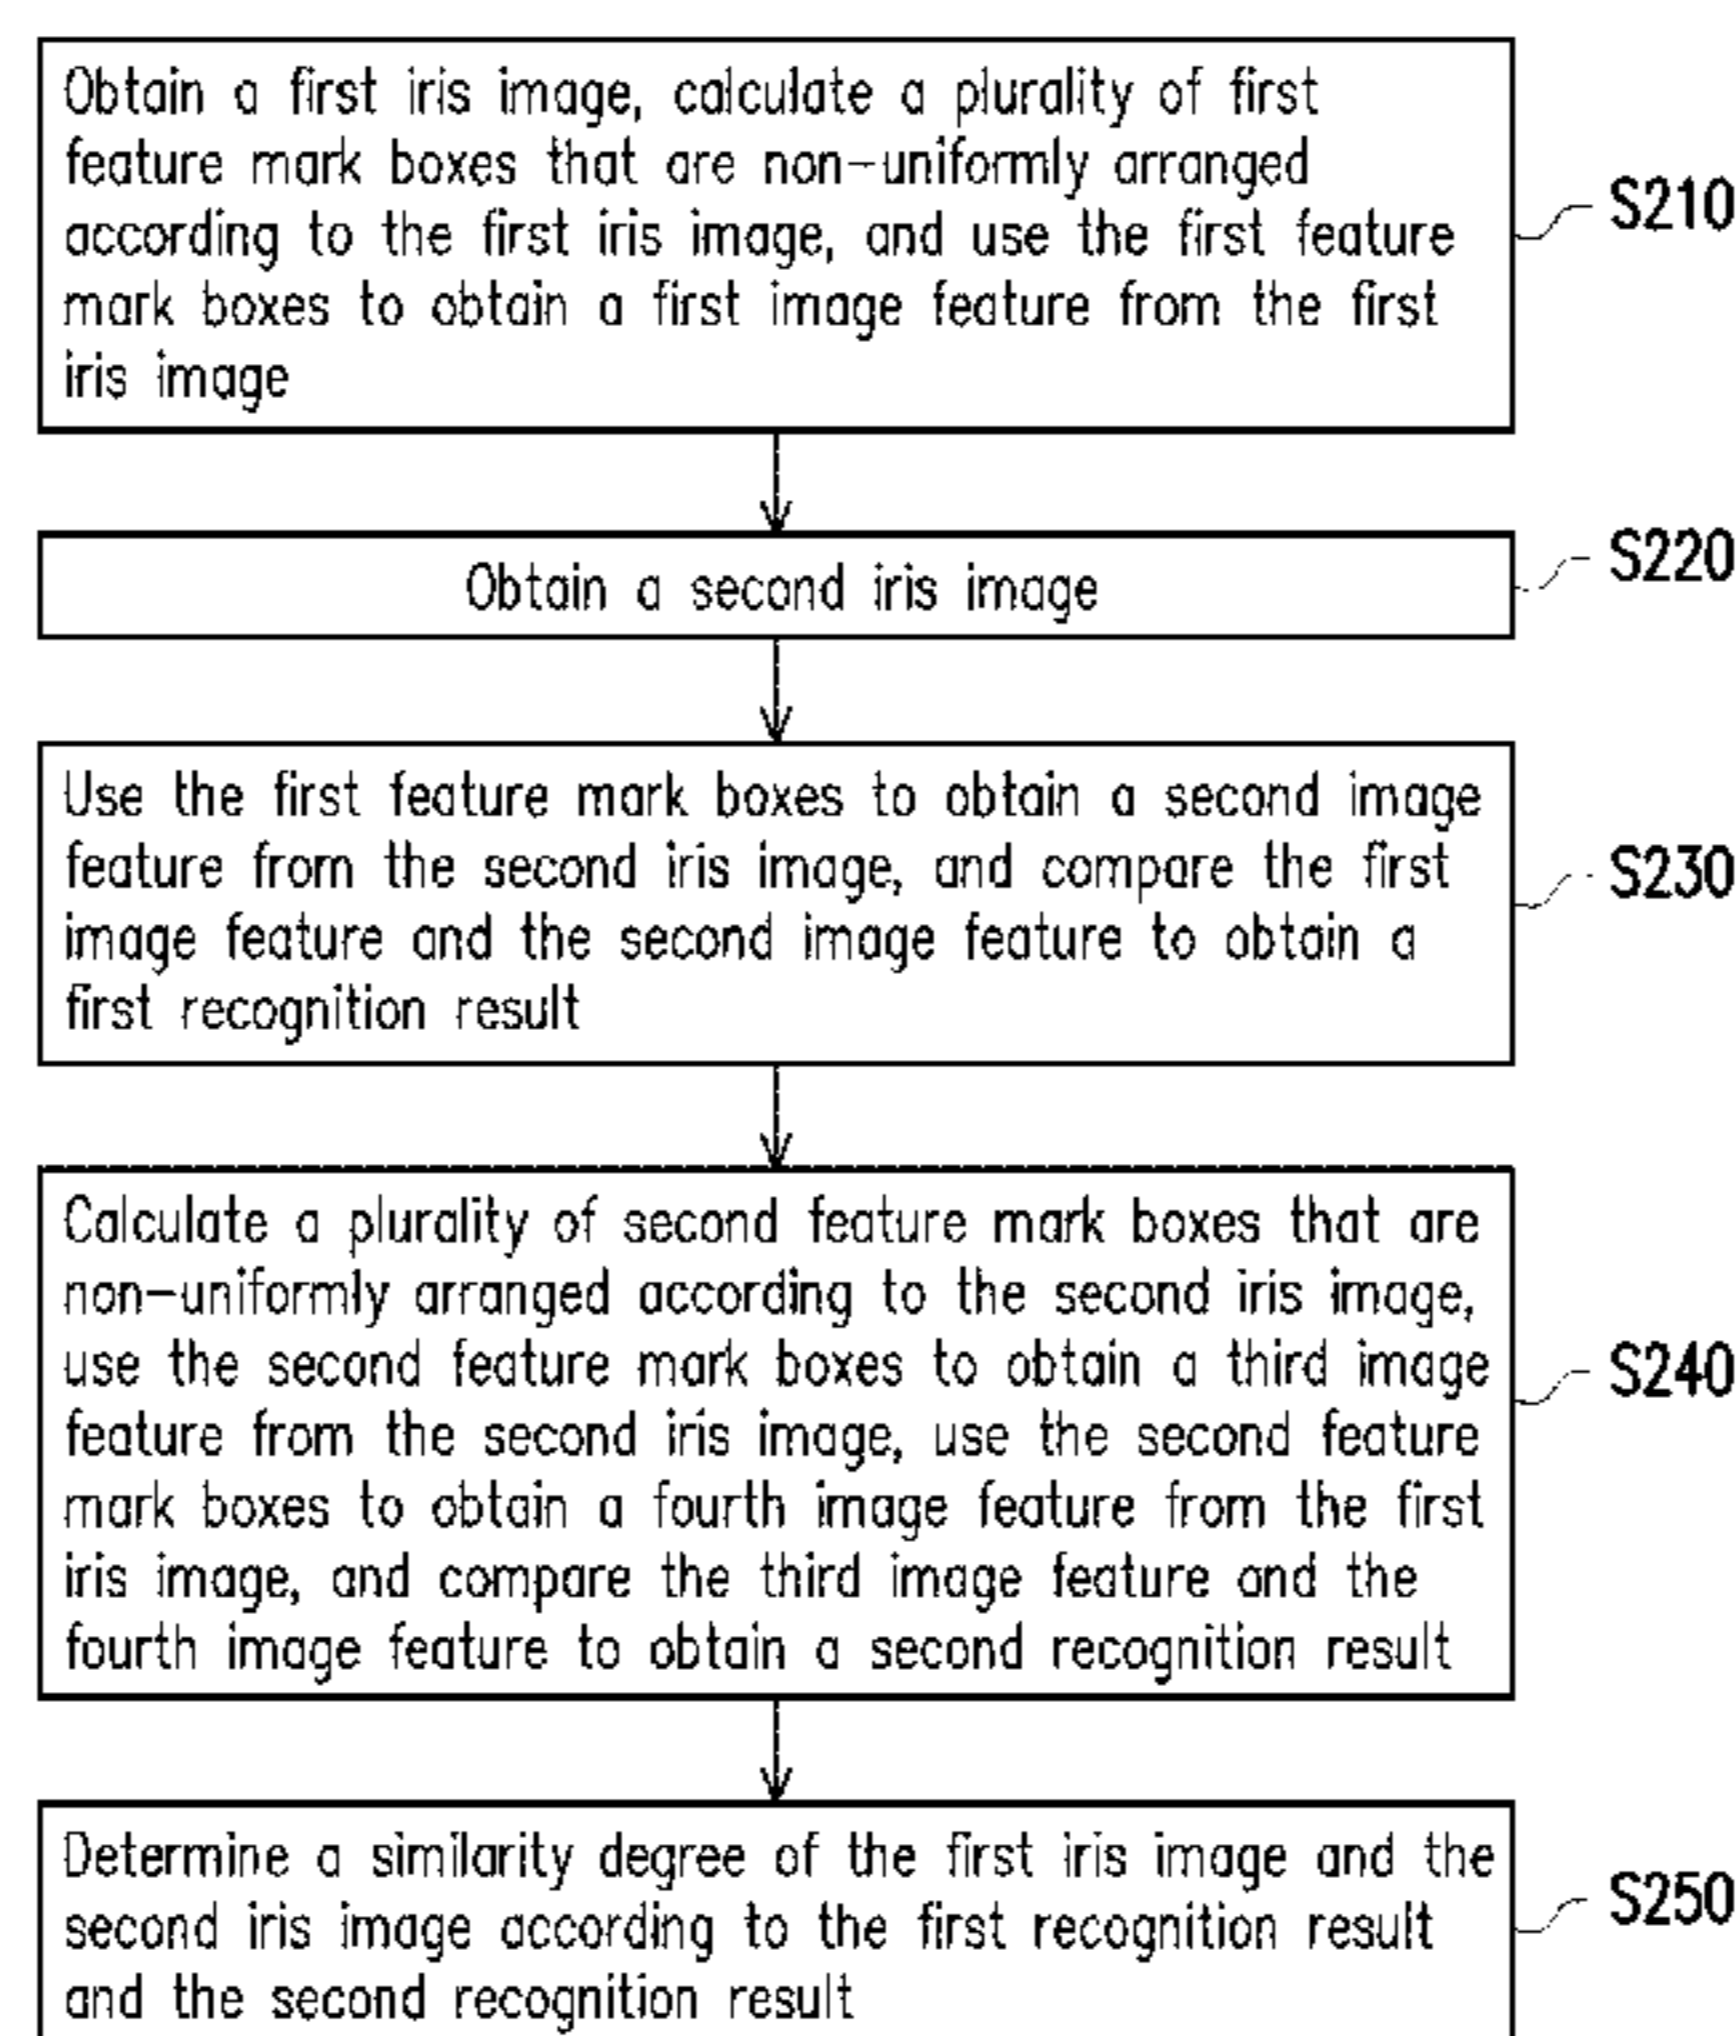 Obtain a first iris image, calculate a plurality of first
feature mark boxes that are non-uniformly arranged
according to the first iris image, and use the first feature
mark boxes to obtain a first image feature from the first
iris image
S210
Obtain a second iris image
S220
Use the first feature mark boxes to obtain a second image
feature from the second iris image, and compare the first
image feature and the second image feature to obtain a
first recognition result
S230
Calculate a plurality of second feature mark boxes that are
non-uniformly arranged according to the second iris image,
use the second feature mark boxes to obtain a third image
feature from the second iris image, use the second feature
mark boxes to obtain a fourth image feature from the first
iris image, and compare the third image feature and the
fourth image feature to obtain a second recognition result
S240
Determine a similarity degree of the first iris image and the
second iris image according to the first recognition result
and the second recognition result
S250